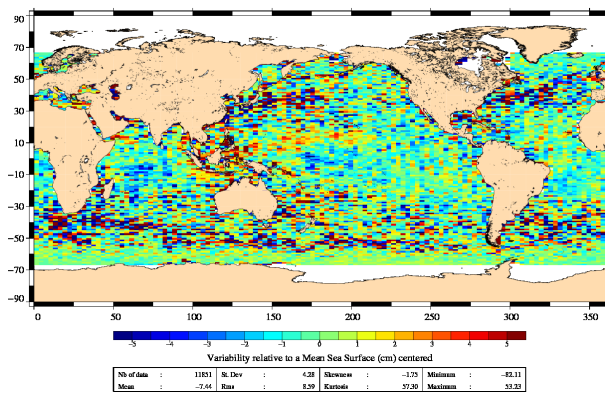 90
70
50
30
10
−10
−30
−50
−70
−90
0 50 100 150 200 250 300 350
−5 −4 −3 −2 −1 0 1 2 3 4 5
Variability relative to a Mean Sea Surface (cm) centered
Nb of data : 11851 St. Dev : 4.28 Skewness : −1.75 Minimum : −82.11
Mean : −7.44 Rms : 8.59 Kurtosis : 57.30 Maximum : 53.23